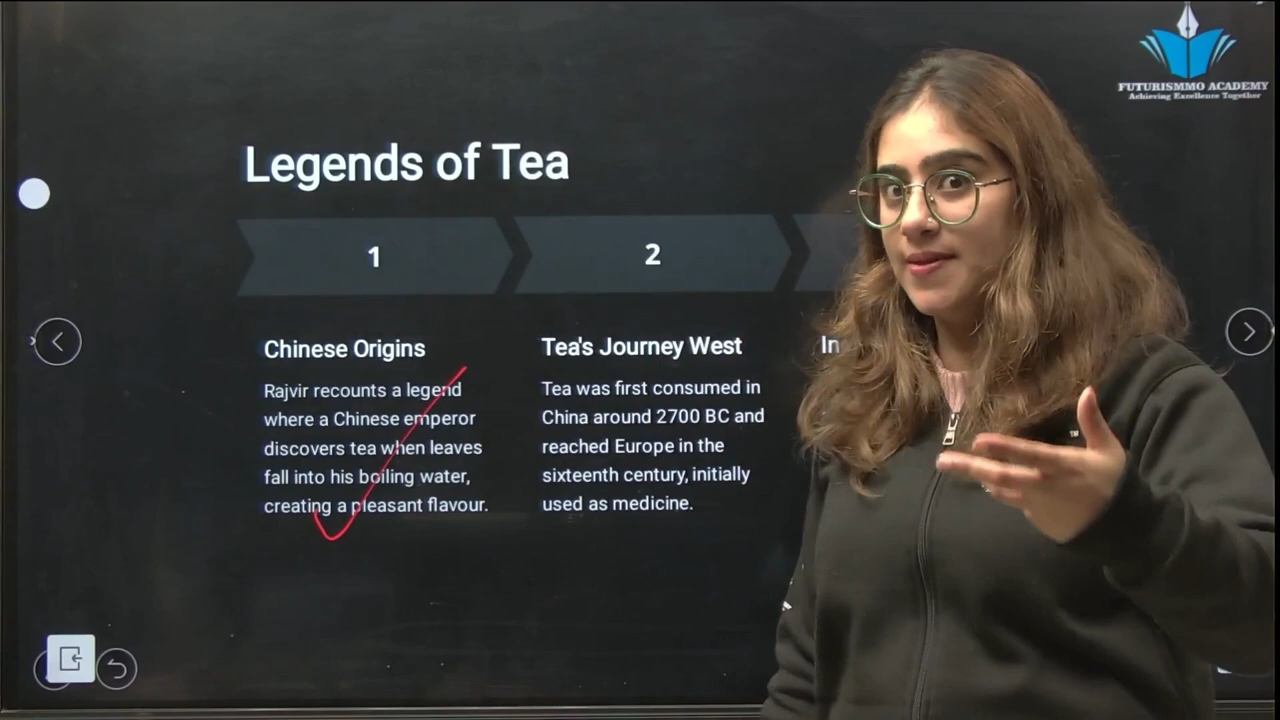 FUTURISMMO ACADEMY
Achieving Excellence Together
Legends of Tea
1
2
Chinese Origins
Rajvir recounts a legend
where a Chinese emperor
discovers tea when leaves
fall into his boiling water,
creating a pleasant flavour.
Tea's Journey West
Tea was first consumed in
China around 2700 BC and
reached Europe in the
sixteenth century, initially
used as medicine.
In